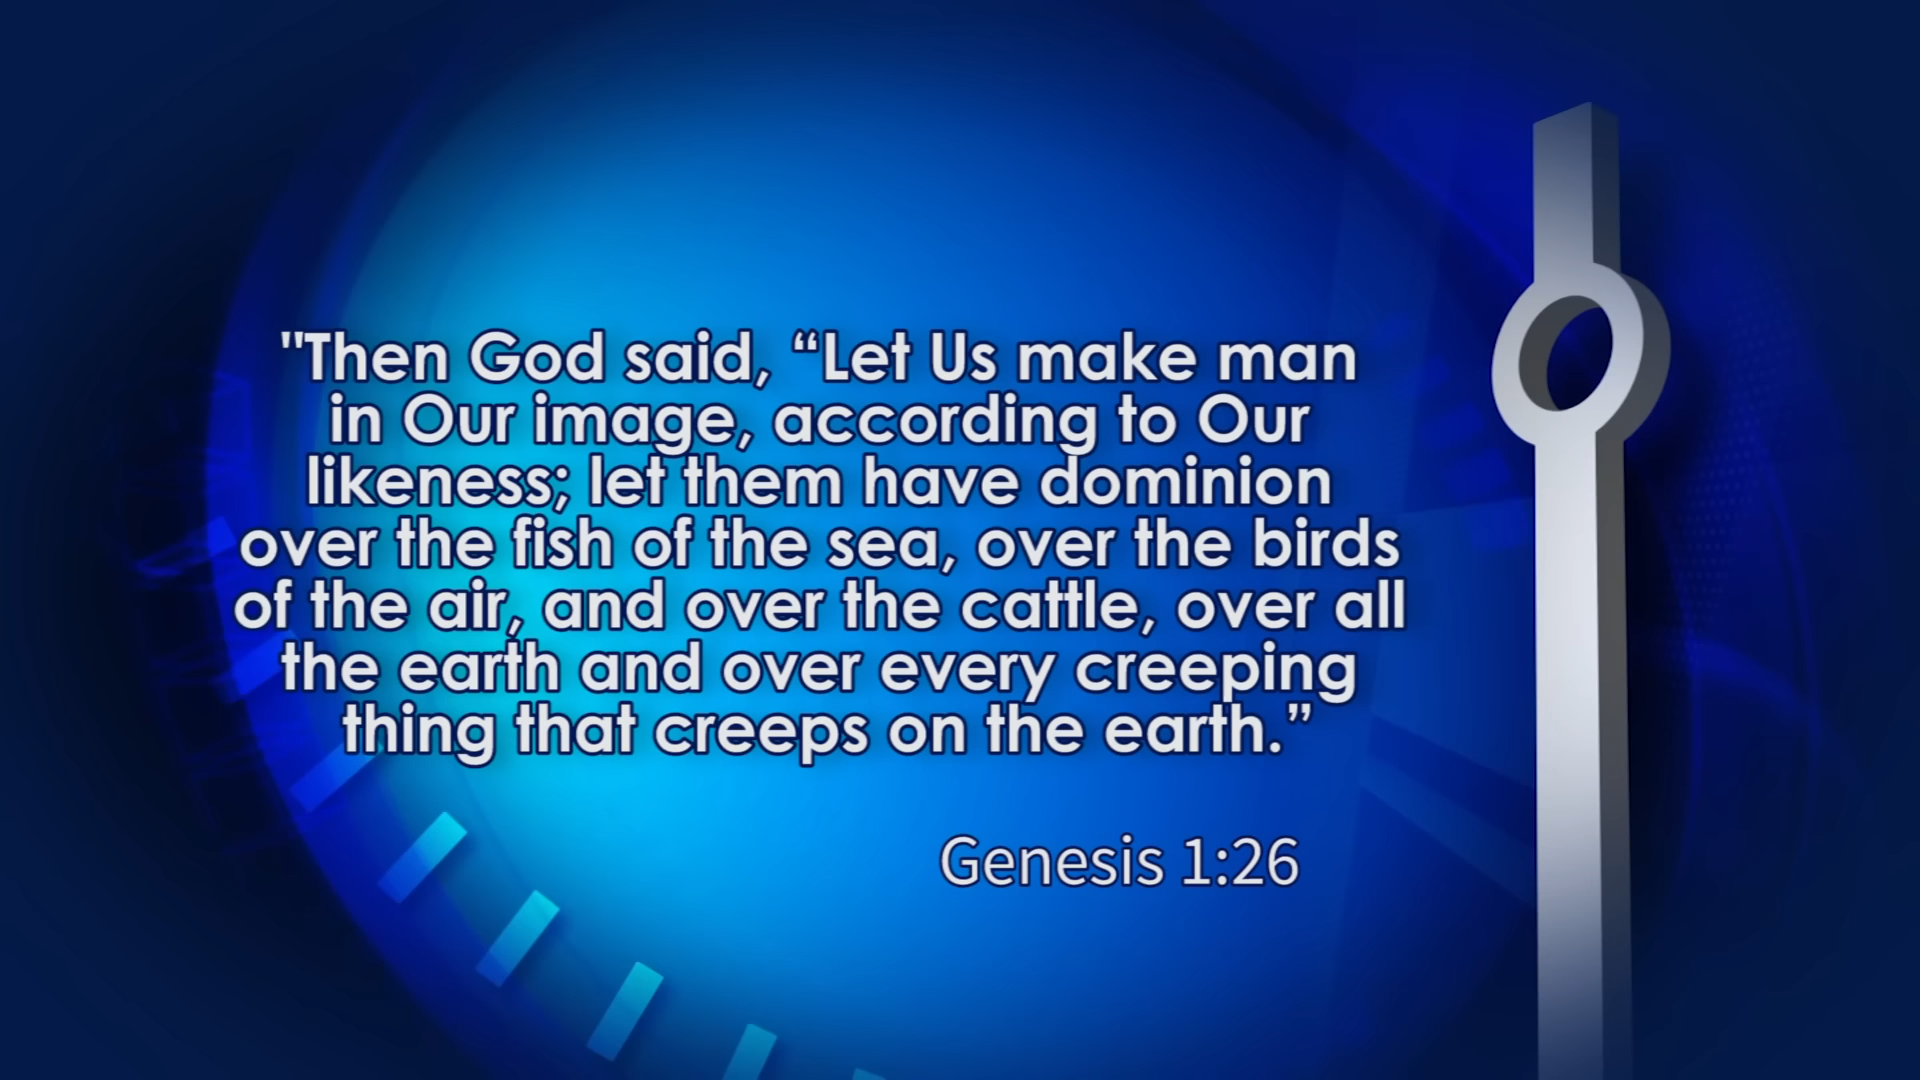 "Then God said, “Let Us make man
in Our image, according to Our
likeness; let them have dominion
over the fish of the sea, over the birds
of the air, and over the cattle, over all
the earth and over every creeping
thing that creeps on the earth.”
Genesis 1:26